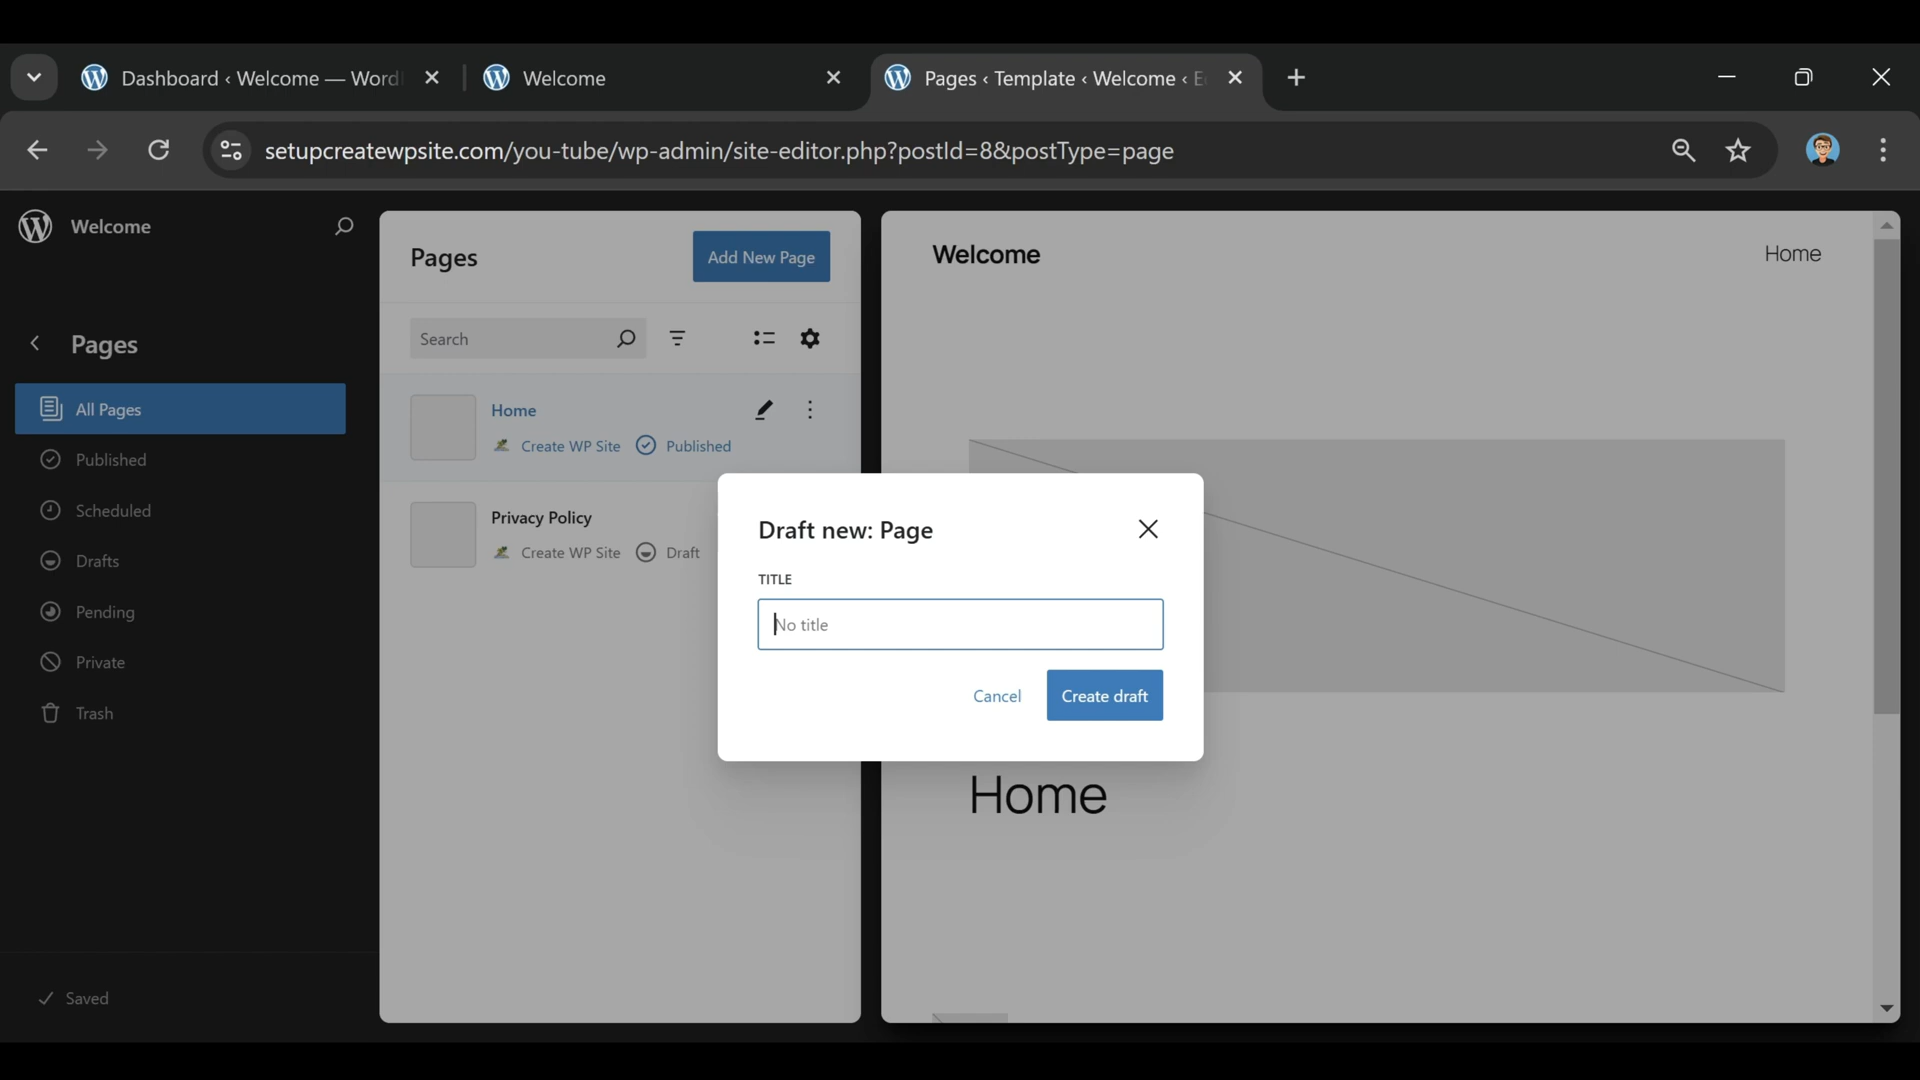 Dashboard ‹ Welcome — Word
Welcome
Pages ‹ Template ‹ Welcome ‹ E
setupcreatewpsite.com/you-tube/wp-admin/site-editor.php?postId=8&postType=page
Welcome
Pages
All Pages
Published
Scheduled
Drafts
Pending
Private
Trash
Saved
Pages
Add New Page
Search
Home
Create WP Site
Published
Privacy Policy
Create WP Site
Draft
Welcome
Home
Home
Draft new: Page
TITLE
No title
Cancel
Create draft